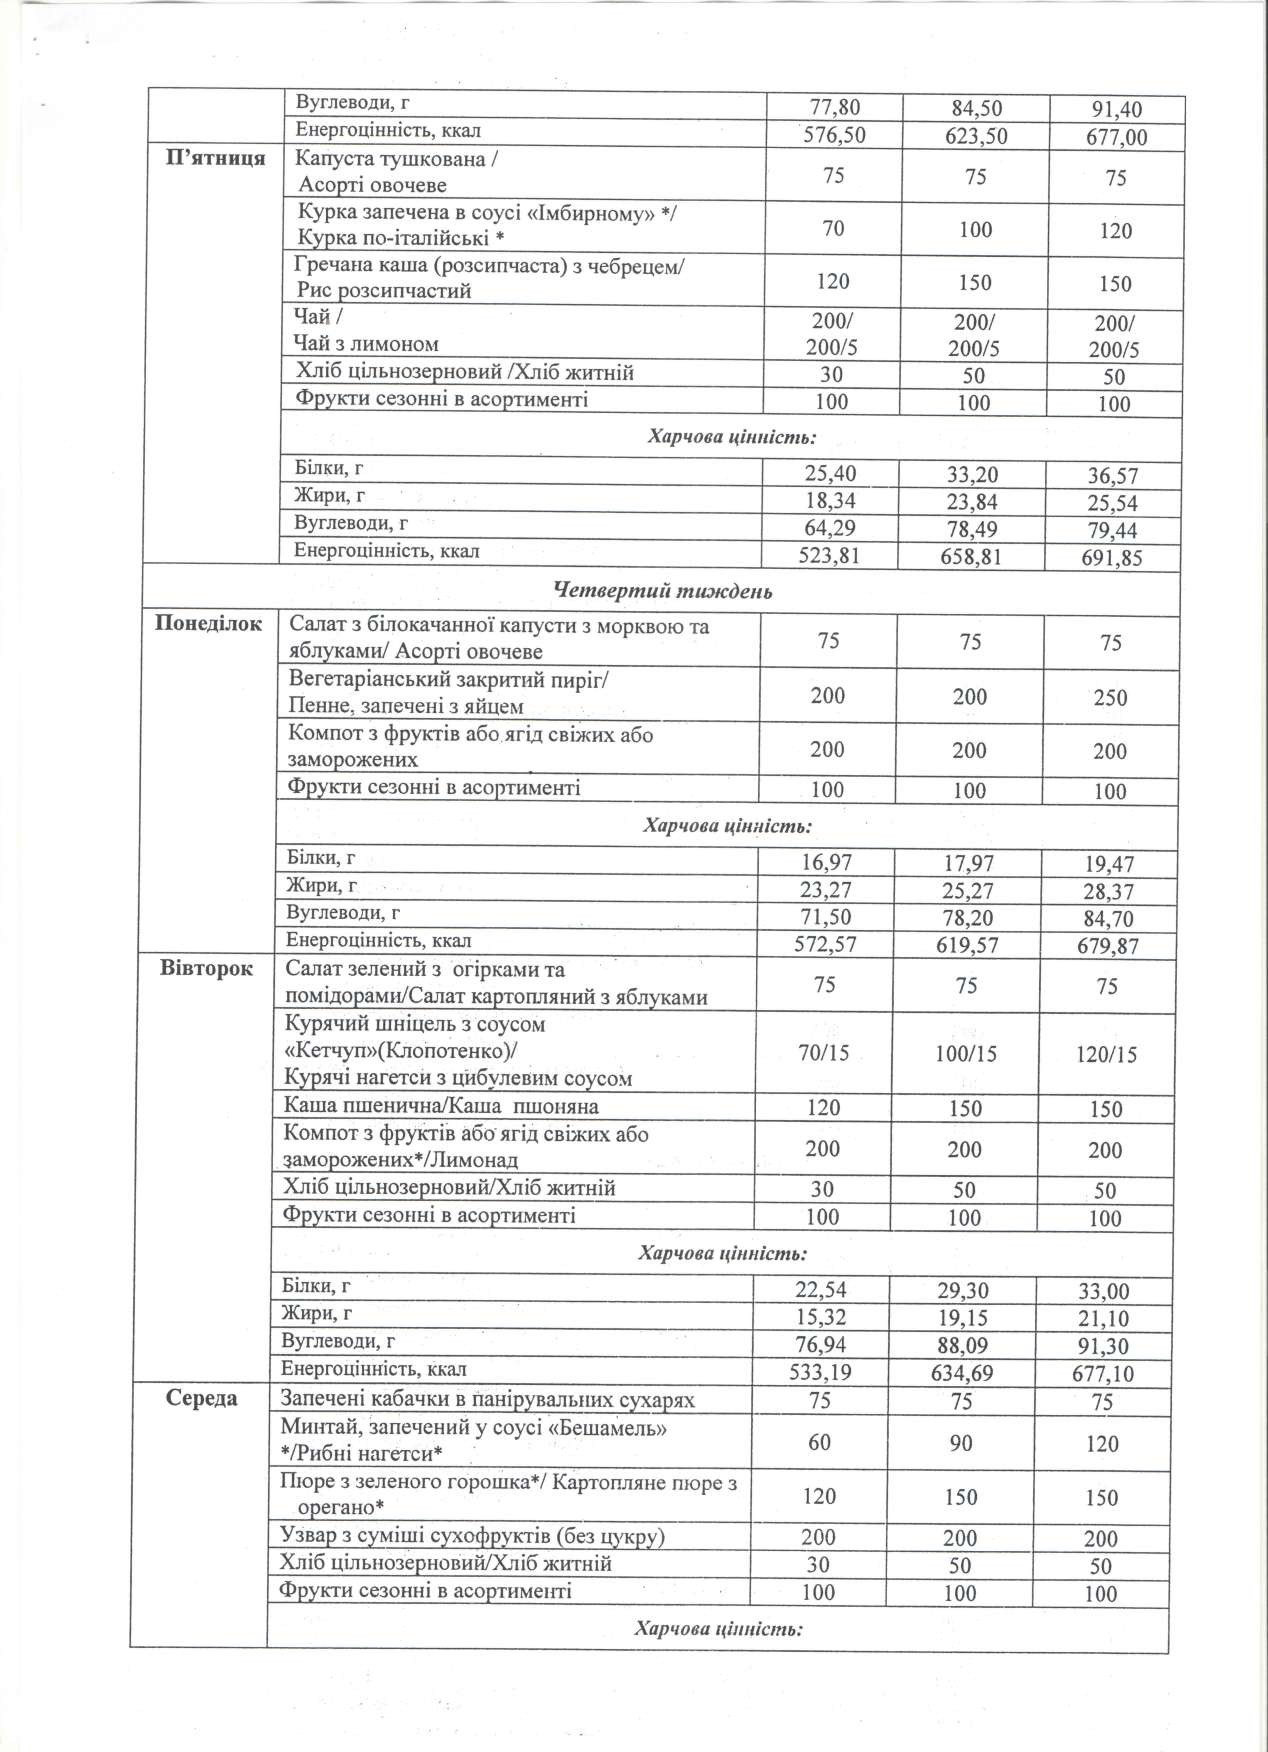 Вуглеводи, г 77,80 84,50 91,40
Енергоцінність, ккал 576,50 623,50 677,00
П’ятниця Капуста тушкована /
Асорті овочеве 75 75 75
Курка запечена в соусі «Імбирному» */
Курка по-італійські * 70 100 120
Гречана каша (розсипчаста) з чебрецем/
Рис розсипчастий 120 150 150
Чай / 200/ 200/ 200/
Чай з лимоном 200/5 200/5 200/5
Хліб цільнозерновий /Хліб житній 30 50 50
Фрукти сезонні в асортименті 100 100 100
Харчова цінність:
Білки, г 25,40 33,20 36,57
Жири, г 18,34 23,84 25,54
Вуглеводи, г 64,29 78,49 79,44
Енергоцінність, ккал 523,81 658,81 691,85
Четвертий тиждень
Понеділок Салат з білокачанної капусти з морквою та
яблуками/ Асорті овочеве 75 75 75
Вегетаріанський закритий пиріг/
Пенне, запечені з яйцем 200 200 250
Компот з фруктів або ягід свіжих або
заморожених 200 200 200
Фрукти сезонні в асортименті 100 100 100
Харчова цінність:
Білки, г 16,97 17,97 19,47
Жири, г 23,27 25,27 28,37
Вуглеводи, г 71,50 78,20 84,70
Енергоцінність, ккал 572,57 619,57 679,87
Вівторок Салат зелений з огірками та
помідорами/Салат картопляний з яблуками 75 75 75
Курячий шніцель з соусом
«Кетчуп»(Клопотенко)/ 70/15 100/15 120/15
Курячі нагетси з цибулевим соусом
Каша пшенична/Каша пшоняна 120 150 150
Компот з фруктів або ягід свіжих або
заморожених*/Лимонад 200 200 200
Хліб цільнозерновий/Хліб житній 30 50 50
Фрукти сезонні в асортименті 100 100 100
Харчова цінність:
Білки, г 22,54 29,30 33,00
Жири, г 15,32 19,15 21,10
Вуглеводи, г 76,94 88,09 91,30
Енергоцінність, ккал 533,19 634,69 677,10
Середа Запечені кабачки в панірувальних сухарях 75 75 75
Минтай, запечений у соусі «Бешамель»
*/Рибні нагетси* 60 90 120
Пюре з зеленого горошка*/ Картопляне пюре з
орегано* 120 150 150
Узвар з суміші сухофруктів (без цукру) 200 200 200
Хліб цільнозерновий/Хліб житній 30 50 50
Фрукти сезонні в асортименті 100 100 100
Харчова цінність: